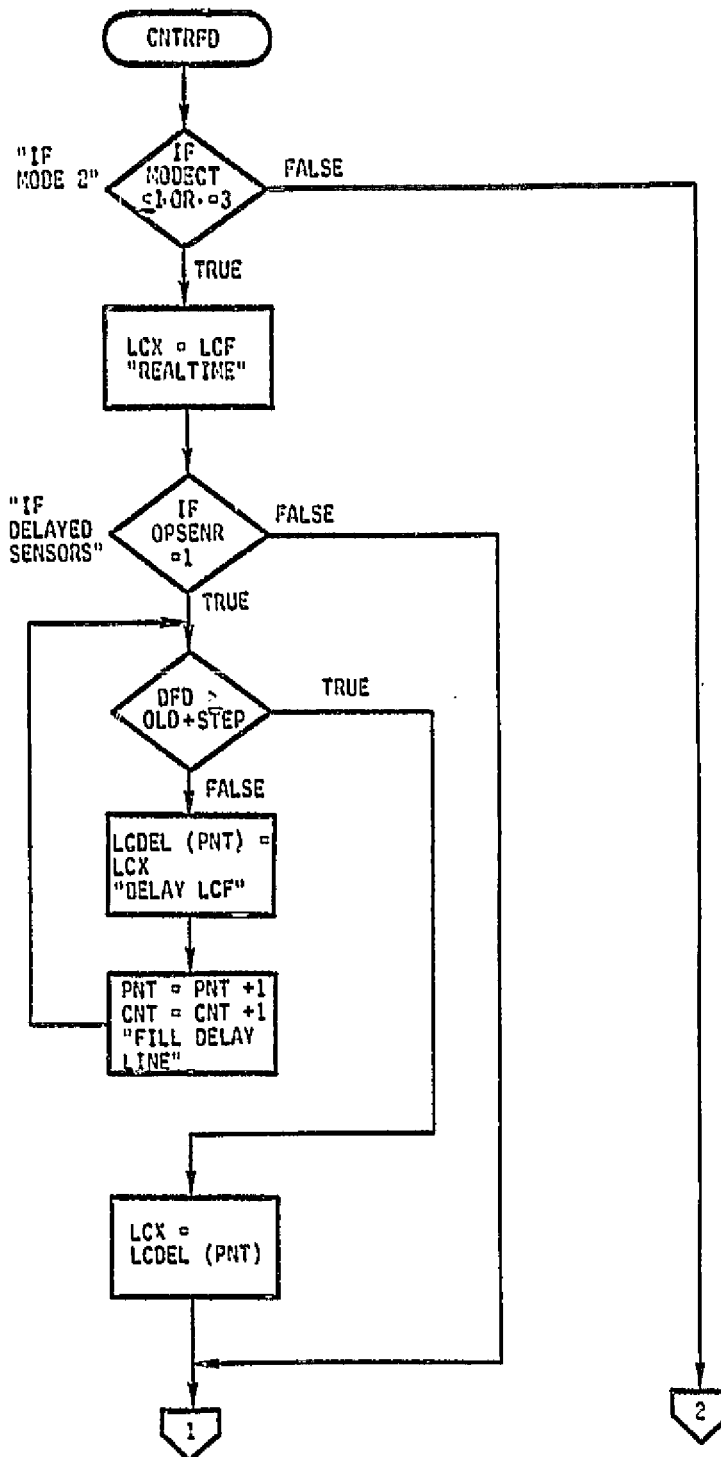 CNTRFD
"IF
MODE 2"
IF
MODECT
≤1·OR·=3
FALSE
TRUE
LCX = LCF
"REALTIME"
"IF
DELAYED
SENSORS"
IF
OPSENR
=1
FALSE
TRUE
DFD ≥
OLD+STEP
TRUE
FALSE
LCDEL (PNT) =
LCX
"DELAY LCF"
PNT = PNT +1
CNT = CNT +1
"FILL DELAY
LINE"
LCX =
LCDEL (PNT)
1
2